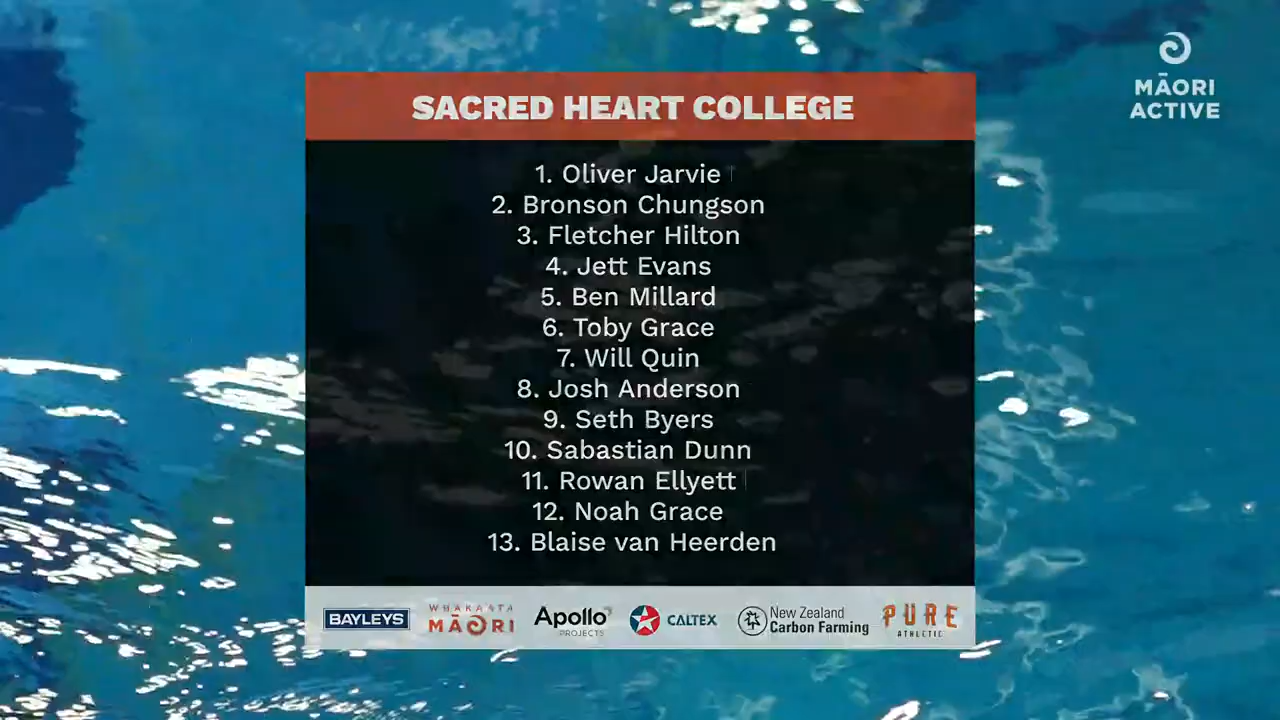 MĀORI
ACTIVE
SACRED HEART COLLEGE
1. Oliver Jarvie
2. Bronson Chungson
3. Fletcher Hilton
4. Jett Evans
5. Ben Millard
6. Toby Grace
7. Will Quin
8. Josh Anderson
9. Seth Byers
10. Sabastian Dunn
11. Rowan Ellyett
12. Noah Grace
13. Blaise van Heerden
BAYLEYS
WHAKAATA
MĀORI
Apollo
PROJECTS
CALTEX
New Zealand
Carbon Farming
PURE
ATHLETIC